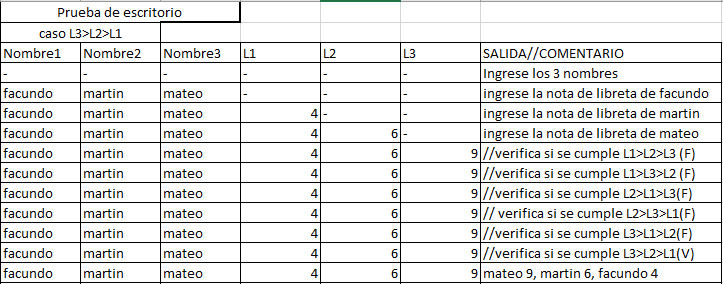 Prueba de escritorio
caso L3>L2>L1
Nombre1 Nombre2 Nombre3 L1 L2 L3 SALIDA//COMENTARIO
- - - - - - Ingrese los 3 nombres
facundo martin mateo - - - ingrese la nota de libreta de facundo
facundo martin mateo 4 - - ingrese la nota de libreta de martin
facundo martin mateo 4 6 - ingrese la nota de libreta de mateo
facundo martin mateo 4 6 9 //verifica si se cumple L1>L2>L3 (F)
facundo martin mateo 4 6 9 //verifica si se cumple L1>L3>L2 (F)
facundo martin mateo 4 6 9 //verifica si se cumple L2>L1>L3(F)
facundo martin mateo 4 6 9 // verifica si se cumple L2>L3>L1(F)
facundo martin mateo 4 6 9 //verifica si se cumple L3>L1>L2(F)
facundo martin mateo 4 6 9 //verifica si se cumple L3>L2>L1(V)
facundo martin mateo 4 6 9 mateo 9, martin 6, facundo 4